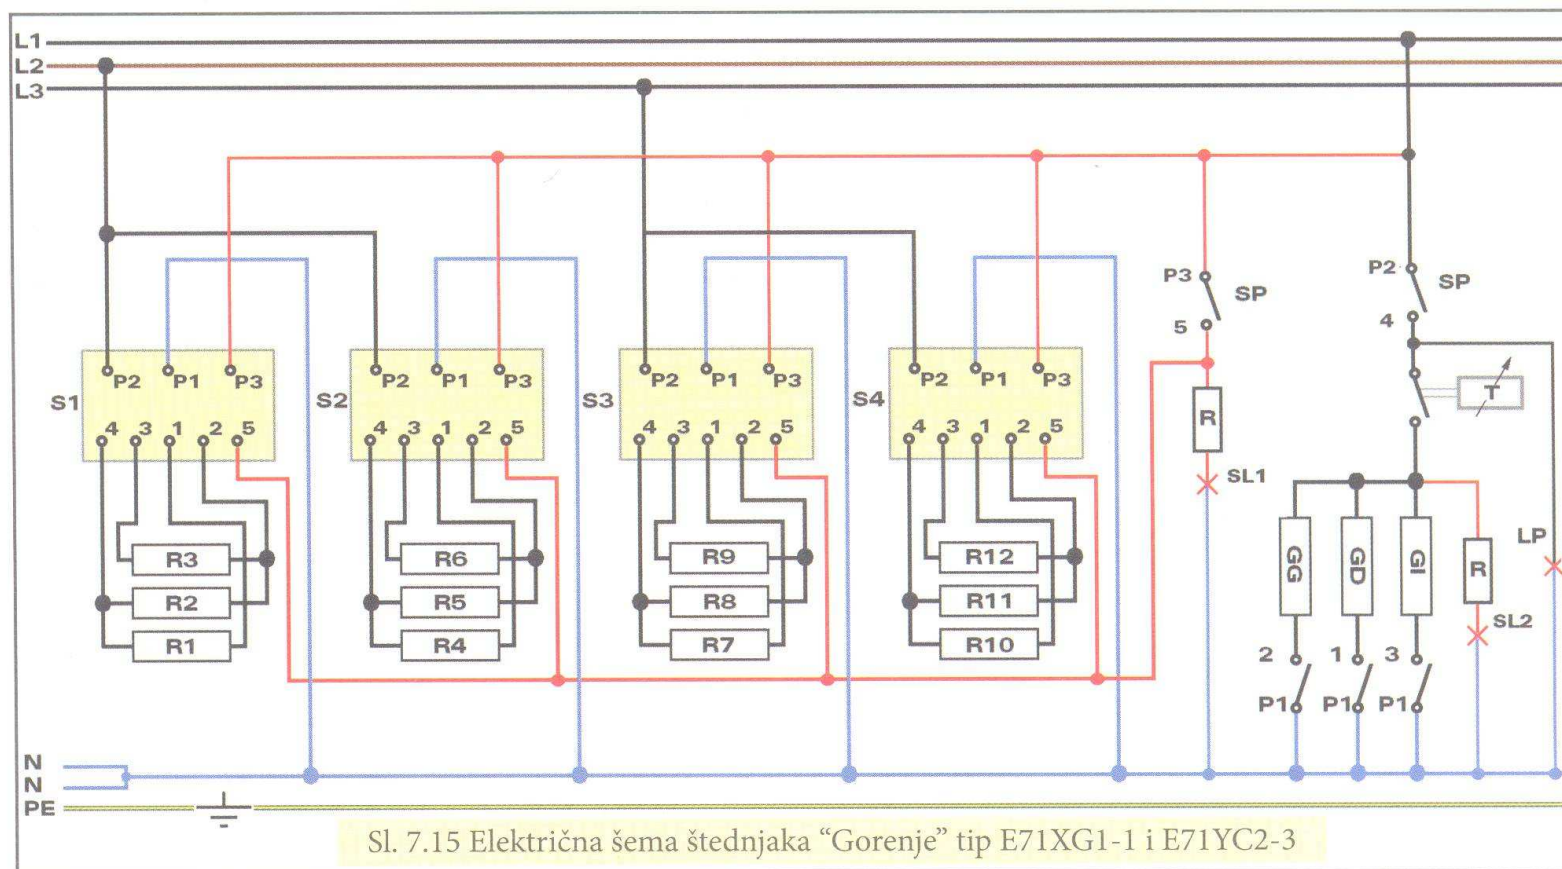 L1
L2
L3
P3 SP P2 SP
5 4
P2 P1 P3 P2 P1 P3 P2 P1 P3 P2 P1 P3
S1 S2 S3 S4 T
4 3 1 2 5 4 3 1 2 5 4 3 1 2 5 4 3 1 2 5
R
SL1
R3 R6 R9 R12 GG GD GI R LP
R2 R5 R8 R11
SL2
R1 R4 R7 R10
2 1 3
P1 P1 P1
N
N
PE
Sl. 7.15 Električna šema štednjaka “Gorenje” tip E71XG1-1 i E71YC2-3